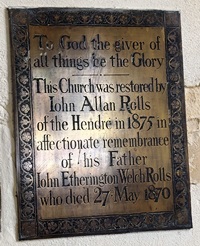 To God the giver of
all things be the Glory
This Church was restored by
John Allan Rolls
of the Hendre in 1875 in
affectionate remembrance
of his Father
John Etherington Welch Rolls
who died 27 May 1870